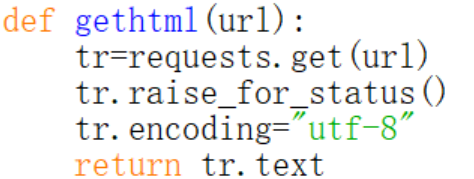 def gethtml(url):
    tr=requests.get(url)
    tr.raise_for_status()
    tr.encoding="utf-8"
    return tr.text